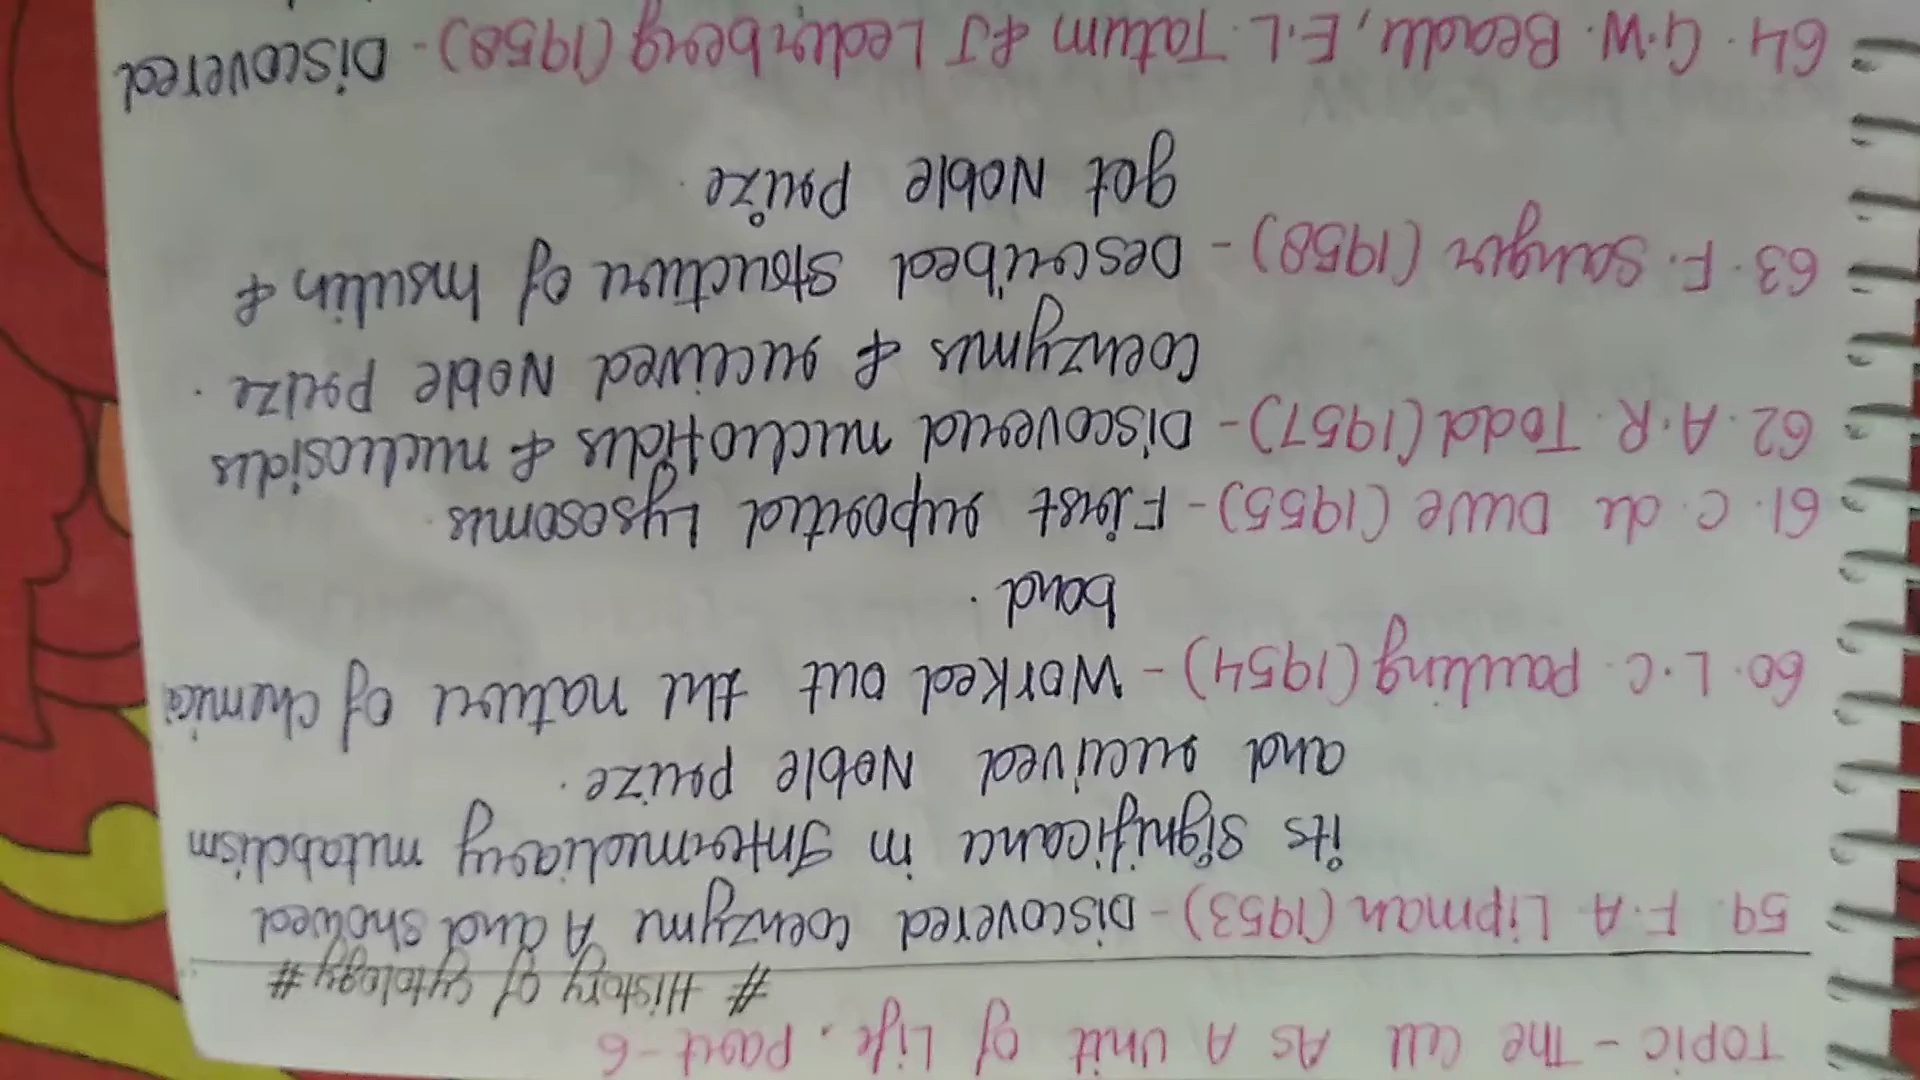 Topic - The Cell As A Unit of Life. Part-6
# History of cytology #
59. F.A. Lipman (1953) - Discovered Coenzyme A and showed
its significance in Intermediary metabolism
and received Noble prize.
60. L.C. Pauling (1954) - Worked out the nature of chemica
bond.
61. C. de Duve (1955) - First reported Lysosomes.
62. A.R. Todd (1957) - Discovered nucleotides & nucleosides
Coenzymes & received Noble prize.
63. F. Sanger (1958) - Described structure of Insulin &
got Noble Prize.
64. G.W. Beadle, E.L. Tatum & J Lederberg (1958) - Discovered